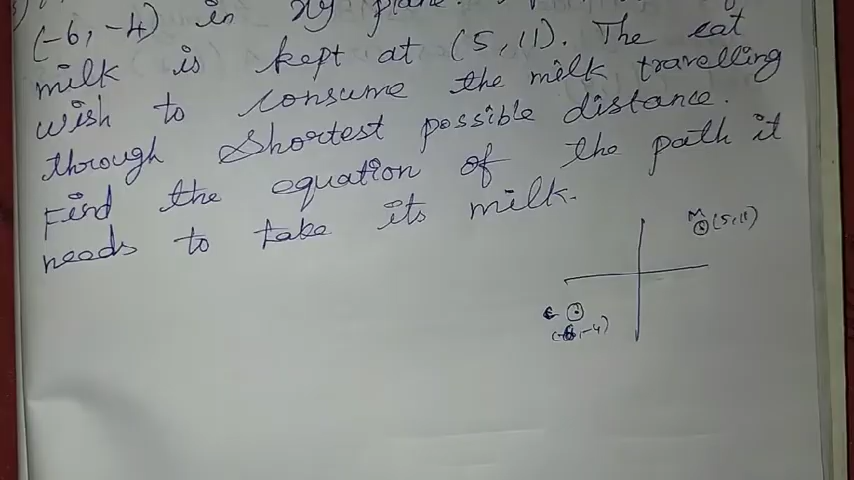 (-6, -4) in xy plane.
milk is kept at (5, 11). The cat
wish to consume the milk travelling
through shortest possible distance.
Find the equation of the path it
needs to take its milk.
M (5, 11)
C
(-6, -4)